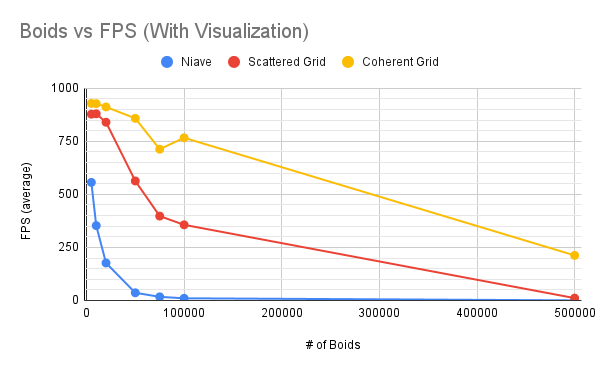 Boids vs FPS (With Visualization)
Niave Scattered Grid Coherent Grid
1000
750
500
250
0
FPS (average)
0 100000 200000 300000 400000 500000
# of Boids